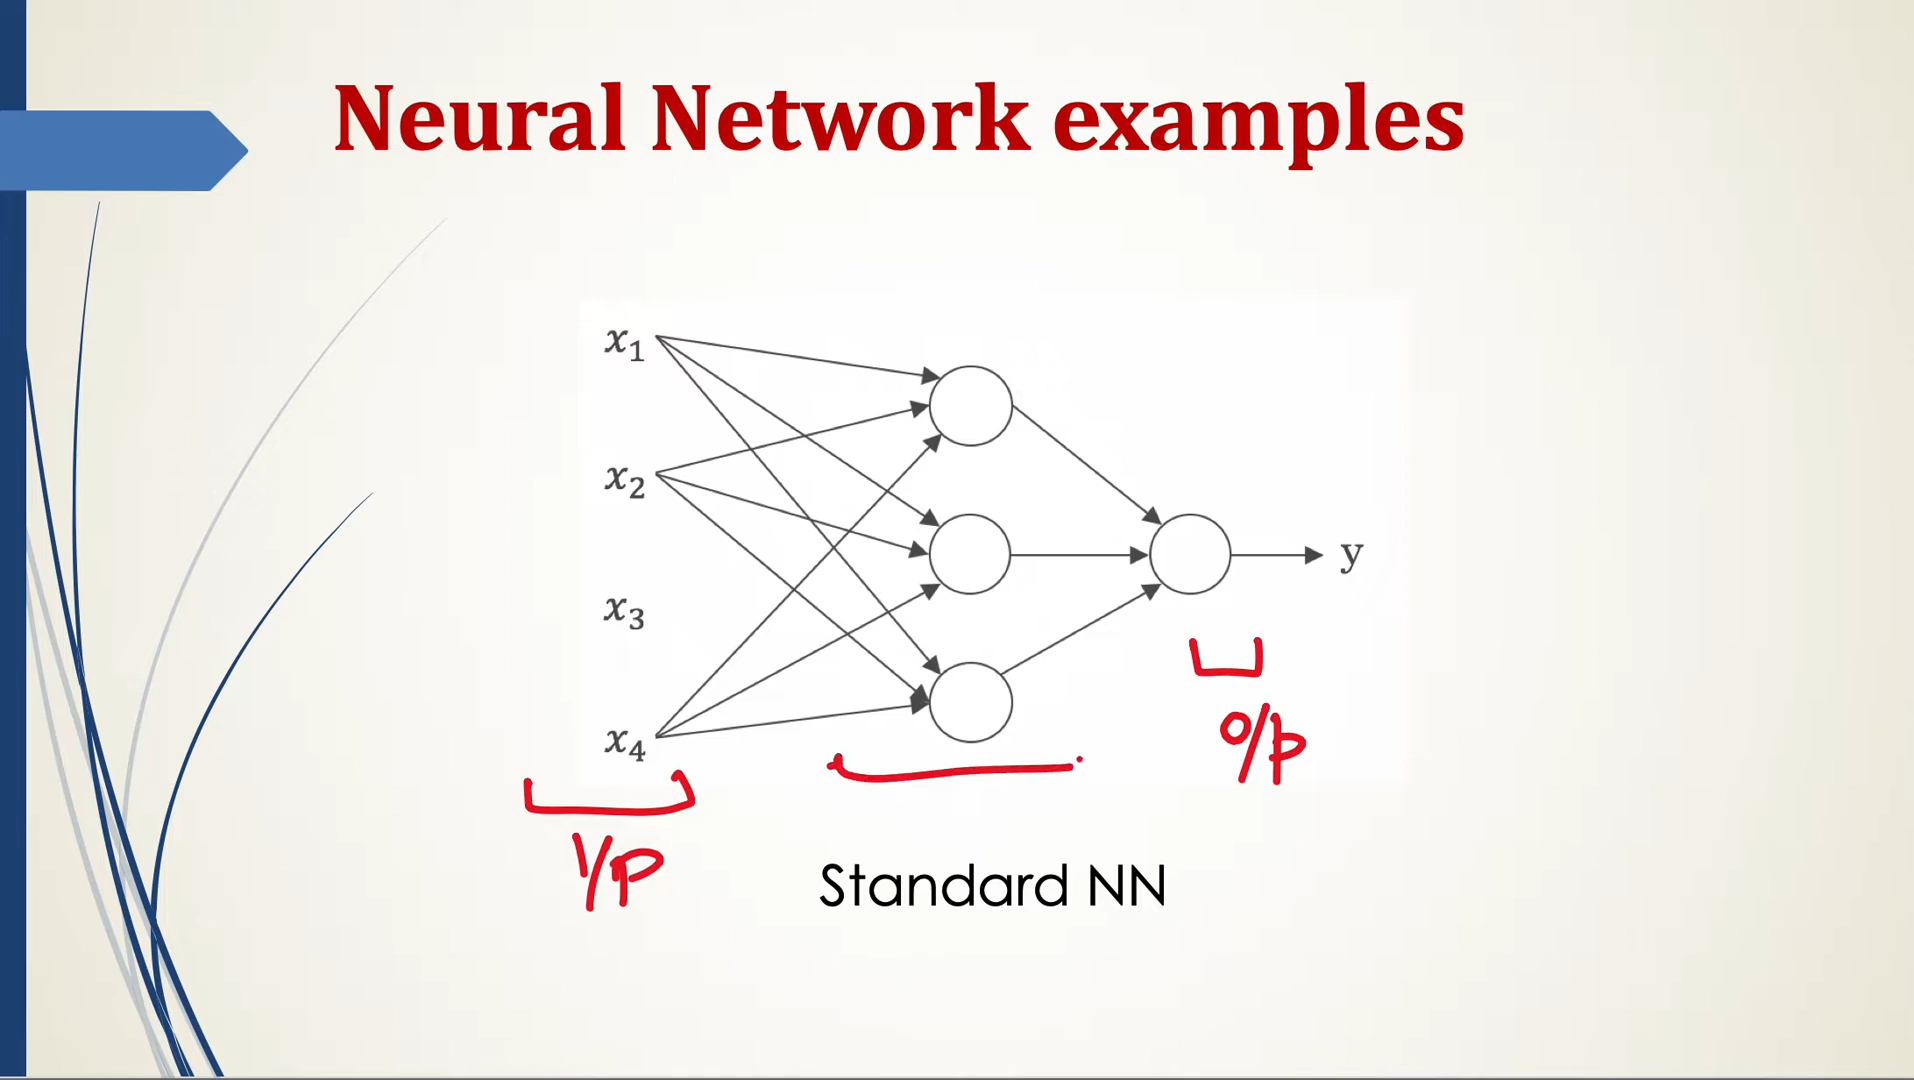 Neural Network examples
x1
x2
x3
x4
y
I/P
O/P
Standard NN